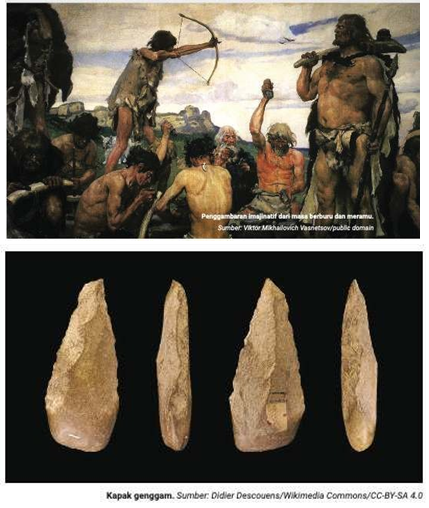 Penggambaran imajinatif dari masa berburu dan meramu.
Sumber: Viktor Mikhailovich Vasnetsov/public domain
Kapak genggam. Sumber: Didier Descouens/Wikimedia Commons/CC-BY-SA 4.0